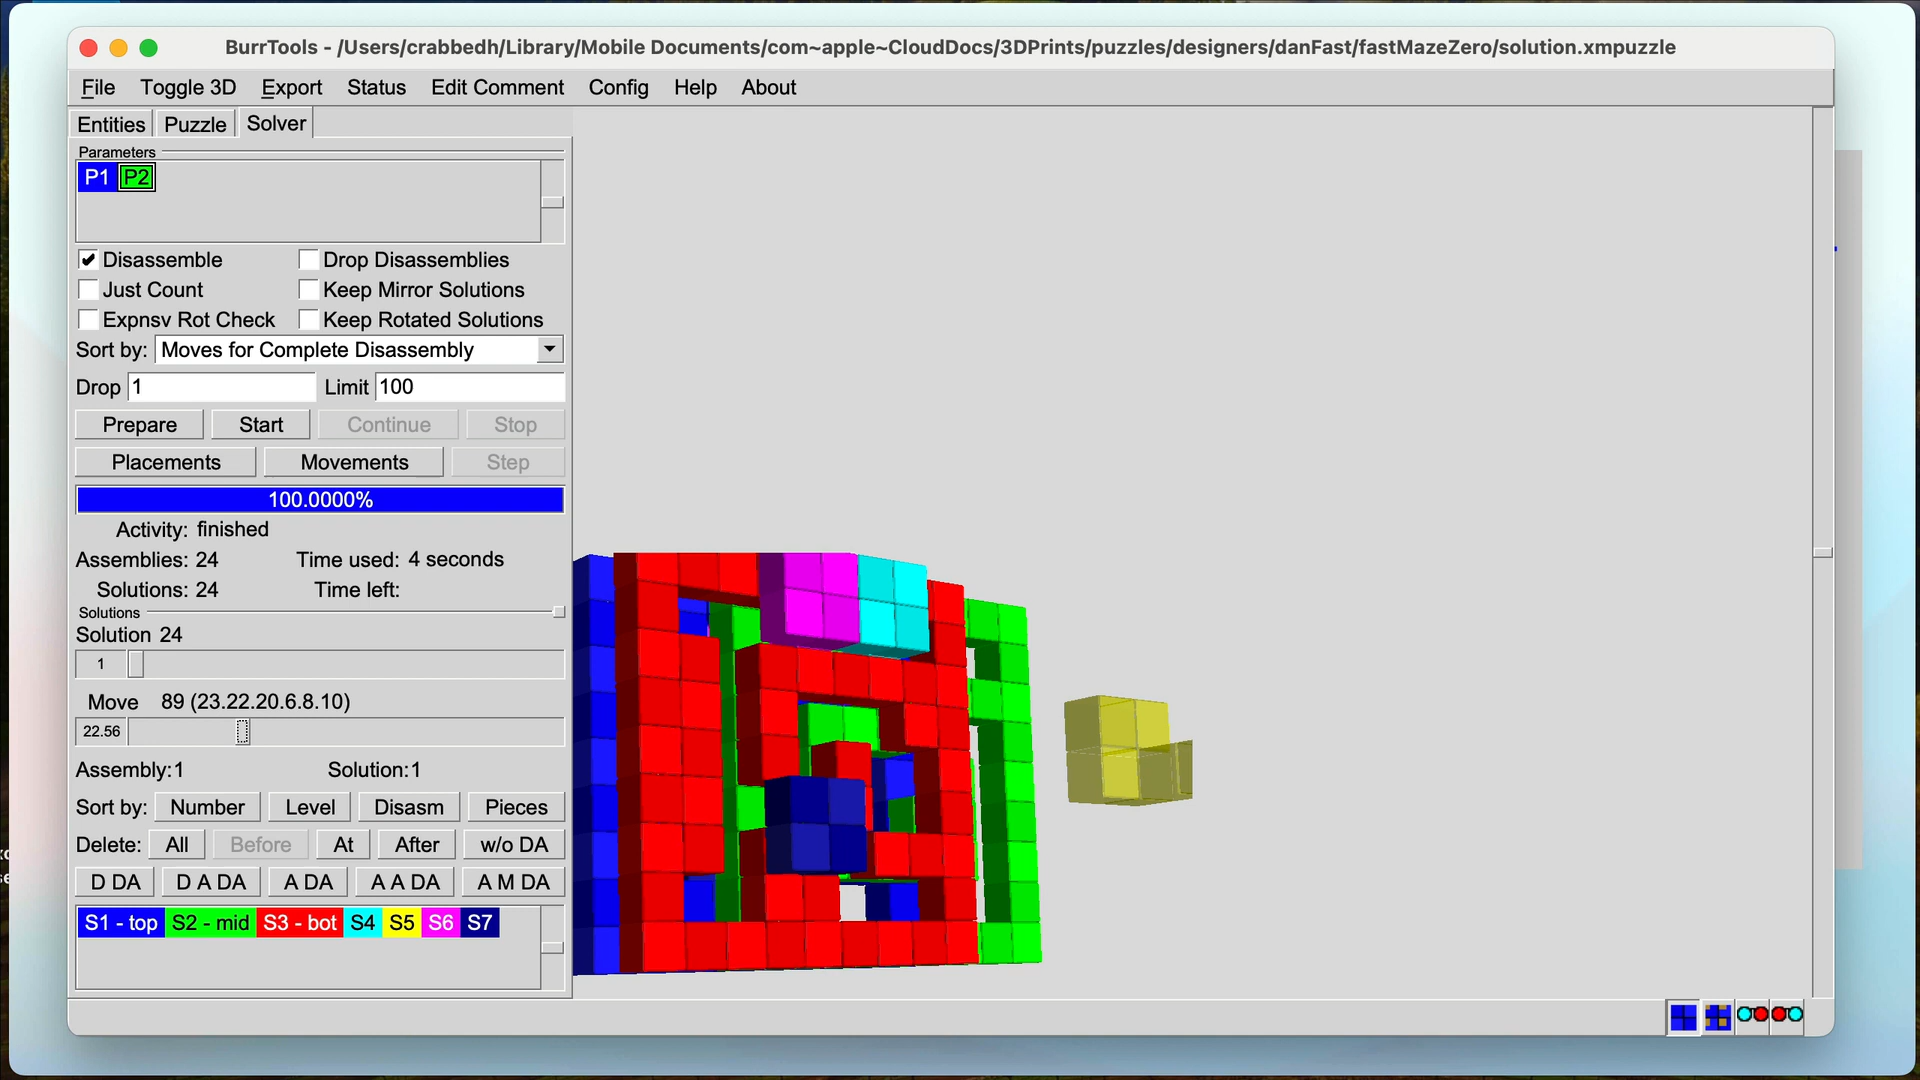 BurrTools - /Users/crabbedh/Library/Mobile Documents/com~apple~CloudDocs/3DPrints/puzzles/designers/danFast/fastMazeZero/solution.xmpuzzle
File Toggle 3D Export Status Edit Comment Config Help About
Entities Puzzle Solver
Parameters
P1 P2
Disassemble Drop Disassemblies
Just Count Keep Mirror Solutions
Expnsv Rot Check Keep Rotated Solutions
Sort by: Moves for Complete Disassembly
Drop 1 Limit 100
Prepare Start Continue Stop
Placements Movements Step
100.0000%
Activity: finished
Assemblies: 24 Time used: 4 seconds
Solutions: 24 Time left:
Solutions
Solution 24
1
Move 89 (23.22.20.6.8.10)
22.56
Assembly:1 Solution:1
Sort by: Number Level Disasm Pieces
Delete: All Before At After w/o DA
D DA D A DA A DA A A DA A M DA
S1 - top S2 - mid S3 - bot S4 S5 S6 S7